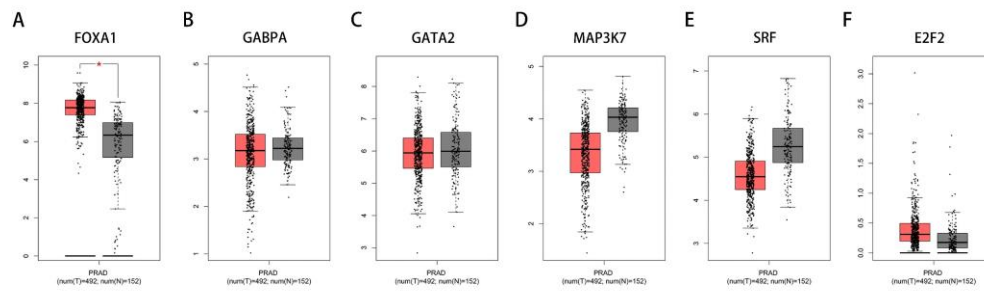 A
FOXA1
*
10
8
6
4
2
0
PRAD
(num(T)=492; num(N)=152)
B
GABPA
5
4
3
2
1
PRAD
(num(T)=492; num(N)=152)
C
GATA2
8
7
6
5
4
3
PRAD
(num(T)=492; num(N)=152)
D
MAP3K7
5
4
3
2
PRAD
(num(T)=492; num(N)=152)
E
SRF
7
6
5
4
3
PRAD
(num(T)=492; num(N)=152)
F
E2F2
3.0
2.5
2.0
1.5
1.0
0.5
0.0
PRAD
(num(T)=492; num(N)=152)